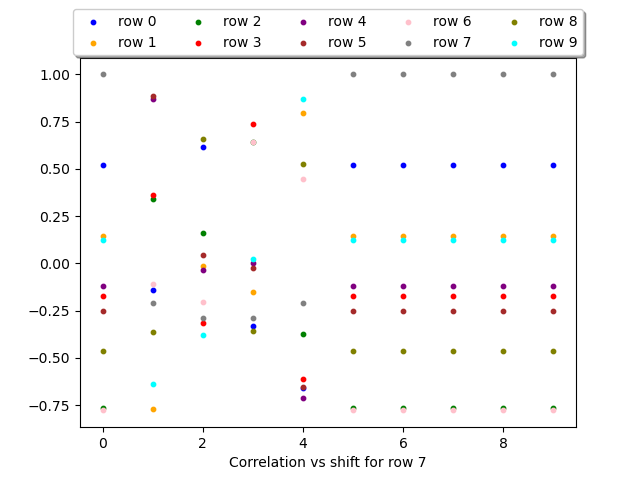 row 0 row 2 row 4 row 6 row 8
row 1 row 3 row 5 row 7 row 9
1.00
0.75
0.50
0.25
0.00
−0.25
−0.50
−0.75
0 2 4 6 8
Correlation vs shift for row 7